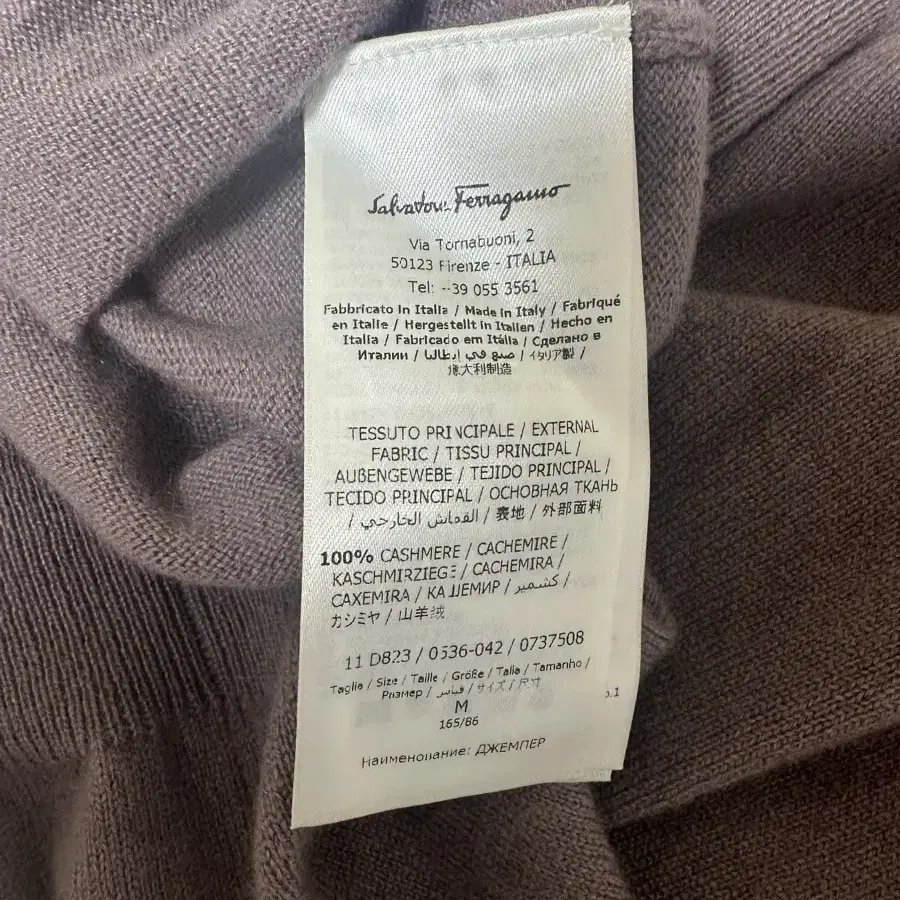 Salvatore Ferragamo
Via Tornabuoni, 2
50123 Firenze - ITALIA
Tel: +39 055 3561
Fabbricato in Italia / Made in Italy / Fabriqué
en Italie / Hergestellt in Italien / Hecho en
Italia / Fabricado em Itália / Сделано в
Италии / صنع في إيطاليا / イタリア製 /
意大利制造
TESSUTO PRINCIPALE / EXTERNAL
FABRIC / TISSU PRINCIPAL /
AUßENGEWEBE / TEJIDO PRINCIPAL /
TECIDO PRINCIPAL / ОСНОВНАЯ ТКАНЬ
/ القماش الخارجي / 表地 / 外部面料
100% CASHMERE / CACHEMIRE /
KASCHMIRZIEGE / CACHEMIRA /
CAXEMIRA / КАШЕМИР / كشمير /
カシミヤ / 山羊绒
11 D823 / 0536-042 / 0737508
Taglia / Size / Taille / Größe / Talla / Tamanho /
Размер / قياس / サイズ / 尺寸
M
165/86
p.1
Наименование: ДЖЕМПЕР